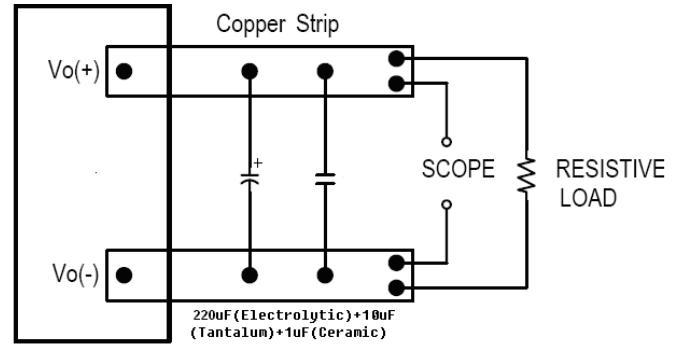 Copper Strip
Vo(+)
+
SCOPE
RESISTIVE
LOAD
Vo(-)
220uF(Electrolytic)+10uF
(Tantalum)+1uF(Ceramic)